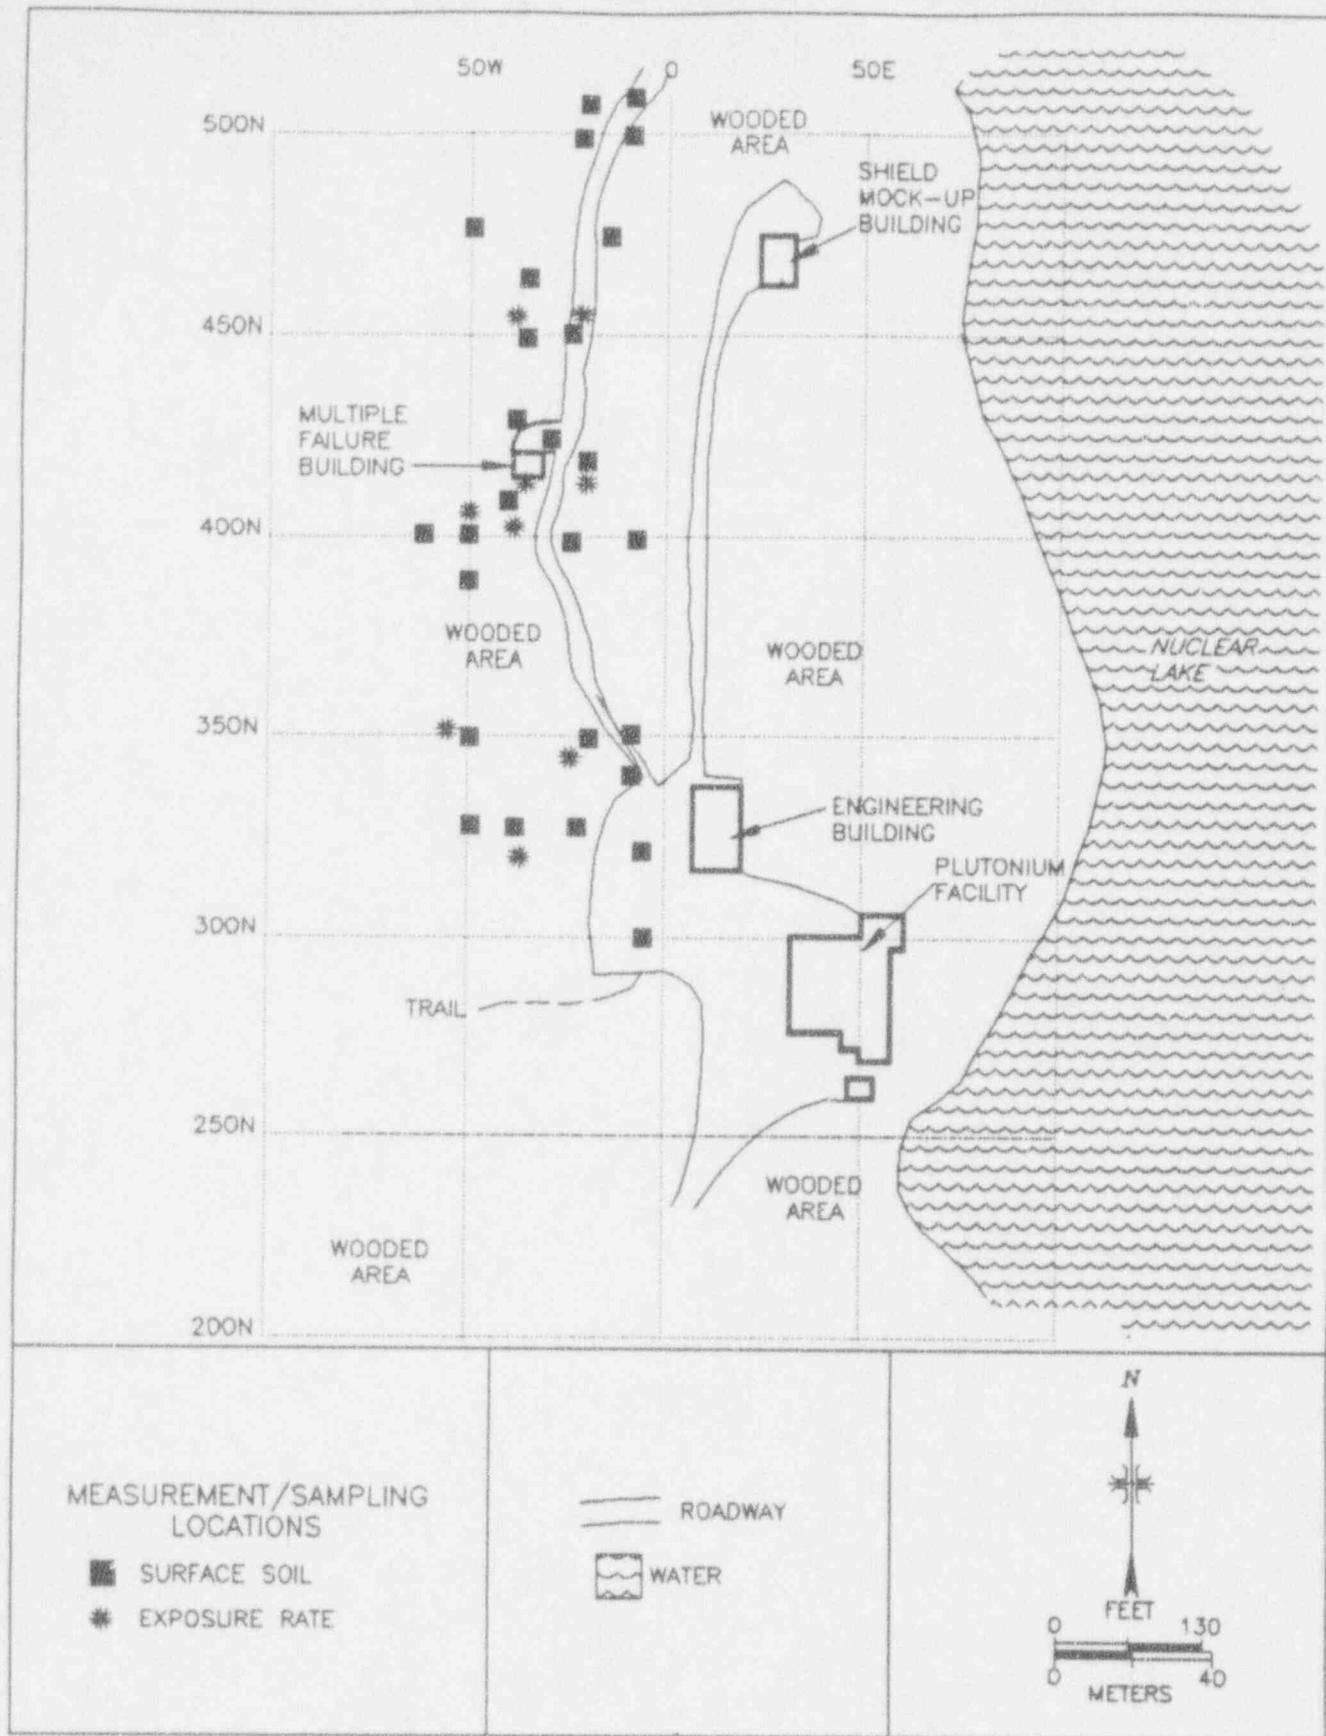 50W 0 50E
500N
WOODED
AREA
SHIELD
MOCK-UP
BUILDING
450N
MULTIPLE
FAILURE
BUILDING
400N
WOODED
AREA
WOODED
AREA
NUCLEAR
LAKE
350N
ENGINEERING
BUILDING
PLUTONIUM
FACILITY
300N
TRAIL
250N
WOODED
AREA
WOODED
AREA
200N
MEASUREMENT/SAMPLING
LOCATIONS
SURFACE SOIL
EXPOSURE RATE
ROADWAY
WATER
N
FEET
0 130
0 40
METERS